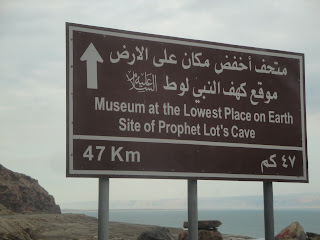 متحف أخفض مكان على الارض
موقع كهف النبي لوط عليه السلام
Museum at the Lowest Place on Earth
Site of Prophet Lot's Cave
47 Km
٤٧ كم